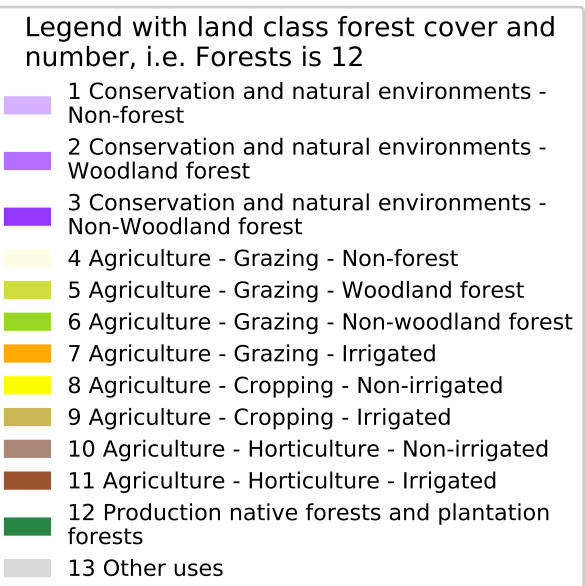 Legend with land class forest cover and
number, i.e. Forests is 12
1 Conservation and natural environments -
Non-forest
2 Conservation and natural environments -
Woodland forest
3 Conservation and natural environments -
Non-Woodland forest
4 Agriculture - Grazing - Non-forest
5 Agriculture - Grazing - Woodland forest
6 Agriculture - Grazing - Non-woodland forest
7 Agriculture - Grazing - Irrigated
8 Agriculture - Cropping - Non-irrigated
9 Agriculture - Cropping - Irrigated
10 Agriculture - Horticulture - Non-irrigated
11 Agriculture - Horticulture - Irrigated
12 Production native forests and plantation
forests
13 Other uses